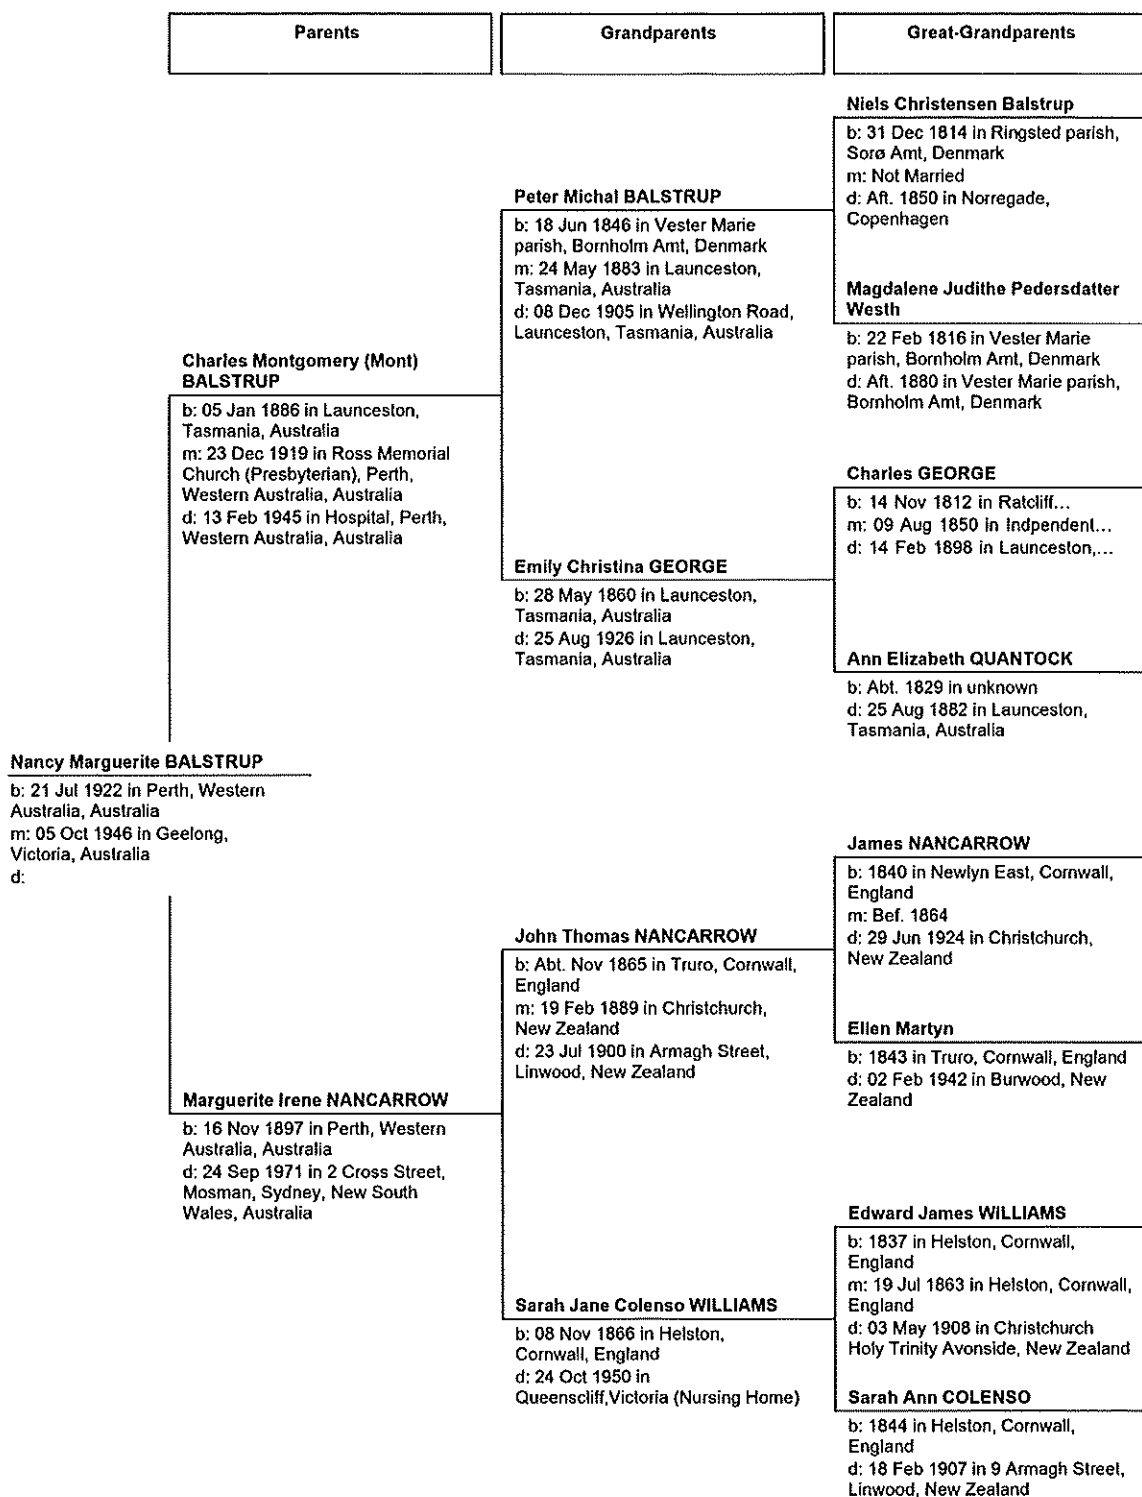 Parents
Grandparents
Great-Grandparents
Niels Christensen Balstrup
b: 31 Dec 1814 in Ringsted parish,
Sorø Amt, Denmark
m: Not Married
d: Aft. 1850 in Norregade,
Copenhagen
Peter Michal BALSTRUP
b: 18 Jun 1846 in Vester Marie
parish, Bornholm Amt, Denmark
m: 24 May 1883 in Launceston,
Tasmania, Australia
d: 08 Dec 1905 in Wellington Road,
Launceston, Tasmania, Australia
Magdalene Judithe Pedersdatter
Westh
b: 22 Feb 1816 in Vester Marie
parish, Bornholm Amt, Denmark
d: Aft. 1880 in Vester Marie parish,
Bornholm Amt, Denmark
Charles Montgomery (Mont)
BALSTRUP
b: 05 Jan 1886 in Launceston,
Tasmania, Australia
m: 23 Dec 1919 in Ross Memorial
Church (Presbyterian), Perth,
Western Australia, Australia
d: 13 Feb 1945 in Hospital, Perth,
Western Australia, Australia
Charles GEORGE
b: 14 Nov 1812 in Ratcliff...
m: 09 Aug 1850 in Indpendent...
d: 14 Feb 1898 in Launceston,...
Emily Christina GEORGE
b: 28 May 1860 in Launceston,
Tasmania, Australia
d: 25 Aug 1926 in Launceston,
Tasmania, Australia
Ann Elizabeth QUANTOCK
b: Abt. 1829 in unknown
d: 25 Aug 1882 in Launceston,
Tasmania, Australia
Nancy Marguerite BALSTRUP
b: 21 Jul 1922 in Perth, Western
Australia, Australia
m: 05 Oct 1946 in Geelong,
Victoria, Australia
d:
James NANCARROW
b: 1840 in Newlyn East, Cornwall,
England
m: Bef. 1864
d: 29 Jun 1924 in Christchurch,
New Zealand
John Thomas NANCARROW
b: Abt. Nov 1865 in Truro, Cornwall,
England
m: 19 Feb 1889 in Christchurch,
New Zealand
d: 23 Jul 1900 in Armagh Street,
Linwood, New Zealand
Ellen Martyn
b: 1843 in Truro, Cornwall, England
d: 02 Feb 1942 in Burwood, New
Zealand
Marguerite Irene NANCARROW
b: 16 Nov 1897 in Perth, Western
Australia, Australia
d: 24 Sep 1971 in 2 Cross Street,
Mosman, Sydney, New South
Wales, Australia
Edward James WILLIAMS
b: 1837 in Helston, Cornwall,
England
m: 19 Jul 1863 in Helston, Cornwall,
England
d: 03 May 1908 in Christchurch
Holy Trinity Avonside, New Zealand
Sarah Jane Colenso WILLIAMS
b: 08 Nov 1866 in Helston,
Cornwall, England
d: 24 Oct 1950 in
Queenscliff,Victoria (Nursing Home)
Sarah Ann COLENSO
b: 1844 in Helston, Cornwall,
England
d: 18 Feb 1907 in 9 Armagh Street,
Linwood, New Zealand